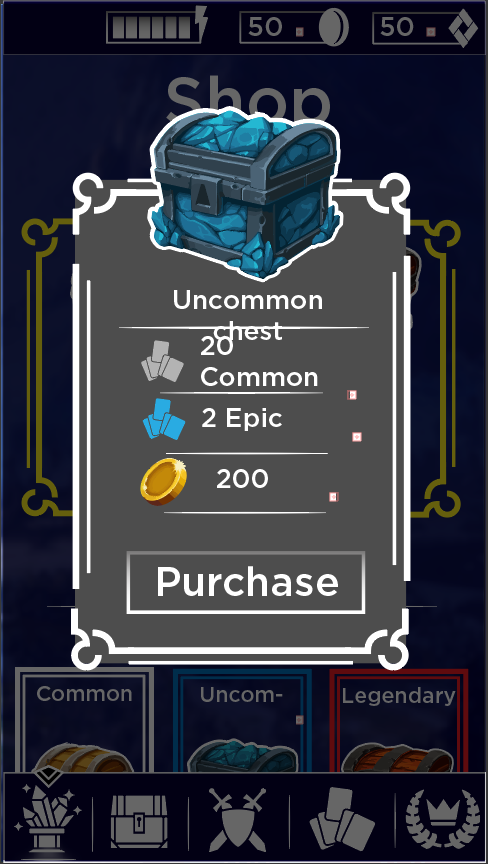 50
50
Shop
Uncommon
chest
20
Common
2 Epic
200
Purchase
Common
Uncom-
Legendary